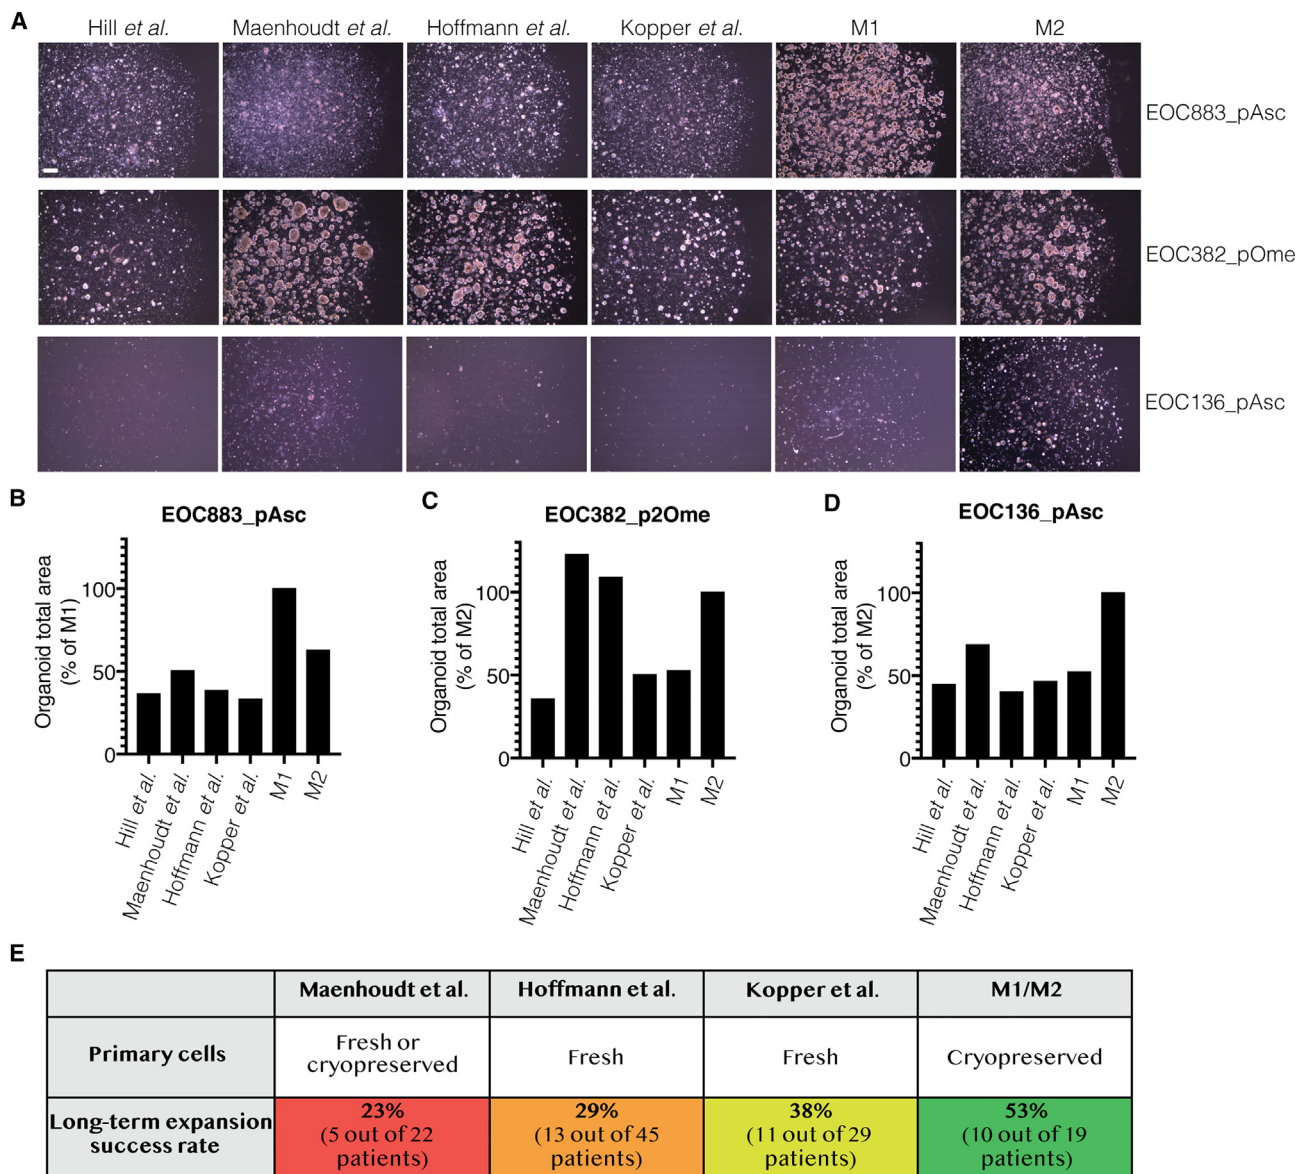 A
Hill et al.
Maenhoudt et al.
Hoffmann et al.
Kopper et al.
M1
M2
EOC883_pAsc
EOC382_pOme
EOC136_pAsc
B
EOC883_pAsc
Organoid total area
(% of M1)
100
50
0
Hill et al.
Maenhoudt et al.
Hoffmann et al.
Kopper et al.
M1
M2
C
EOC382_p2Ome
Organoid total area
(% of M2)
100
50
0
Hill et al.
Maenhoudt et al.
Hoffmann et al.
Kopper et al.
M1
M2
D
EOC136_pAsc
Organoid total area
(% of M2)
100
50
0
Hill et al.
Maenhoudt et al.
Hoffmann et al.
Kopper et al.
M1
M2
E
Maenhoudt et al.
Hoffmann et al.
Kopper et al.
M1/M2
Primary cells
Fresh or
cryopreserved
Fresh
Fresh
Cryopreserved
Long-term expansion
success rate
23%
(5 out of 22
patients)
29%
(13 out of 45
patients)
38%
(11 out of 29
patients)
53%
(10 out of 19
patients)